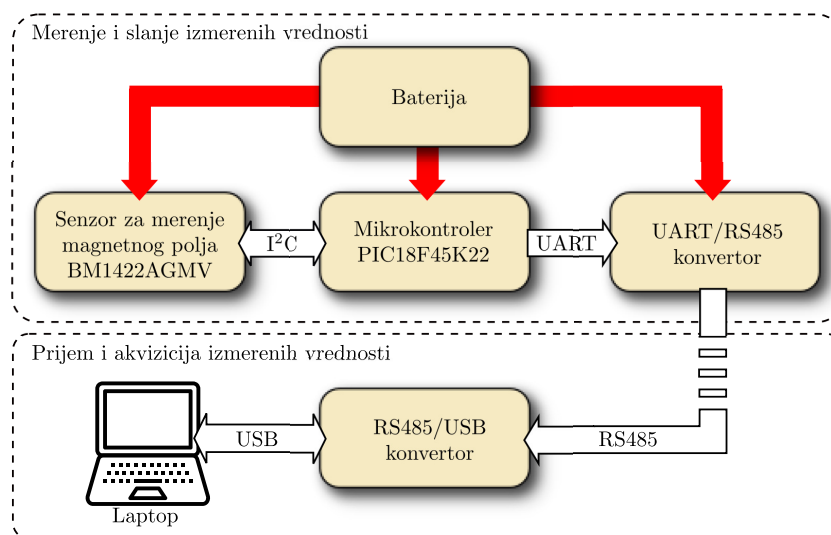 Merenje i slanje izmerenih vrednosti
Baterija
Senzor za merenje
magnetnog polja
BM1422AGMV
I²C
Mikrokontroler
PIC18F45K22
UART
UART/RS485
konvertor
Prijem i akvizicija izmerenih vrednosti
USB
RS485/USB
konvertor
RS485
Laptop